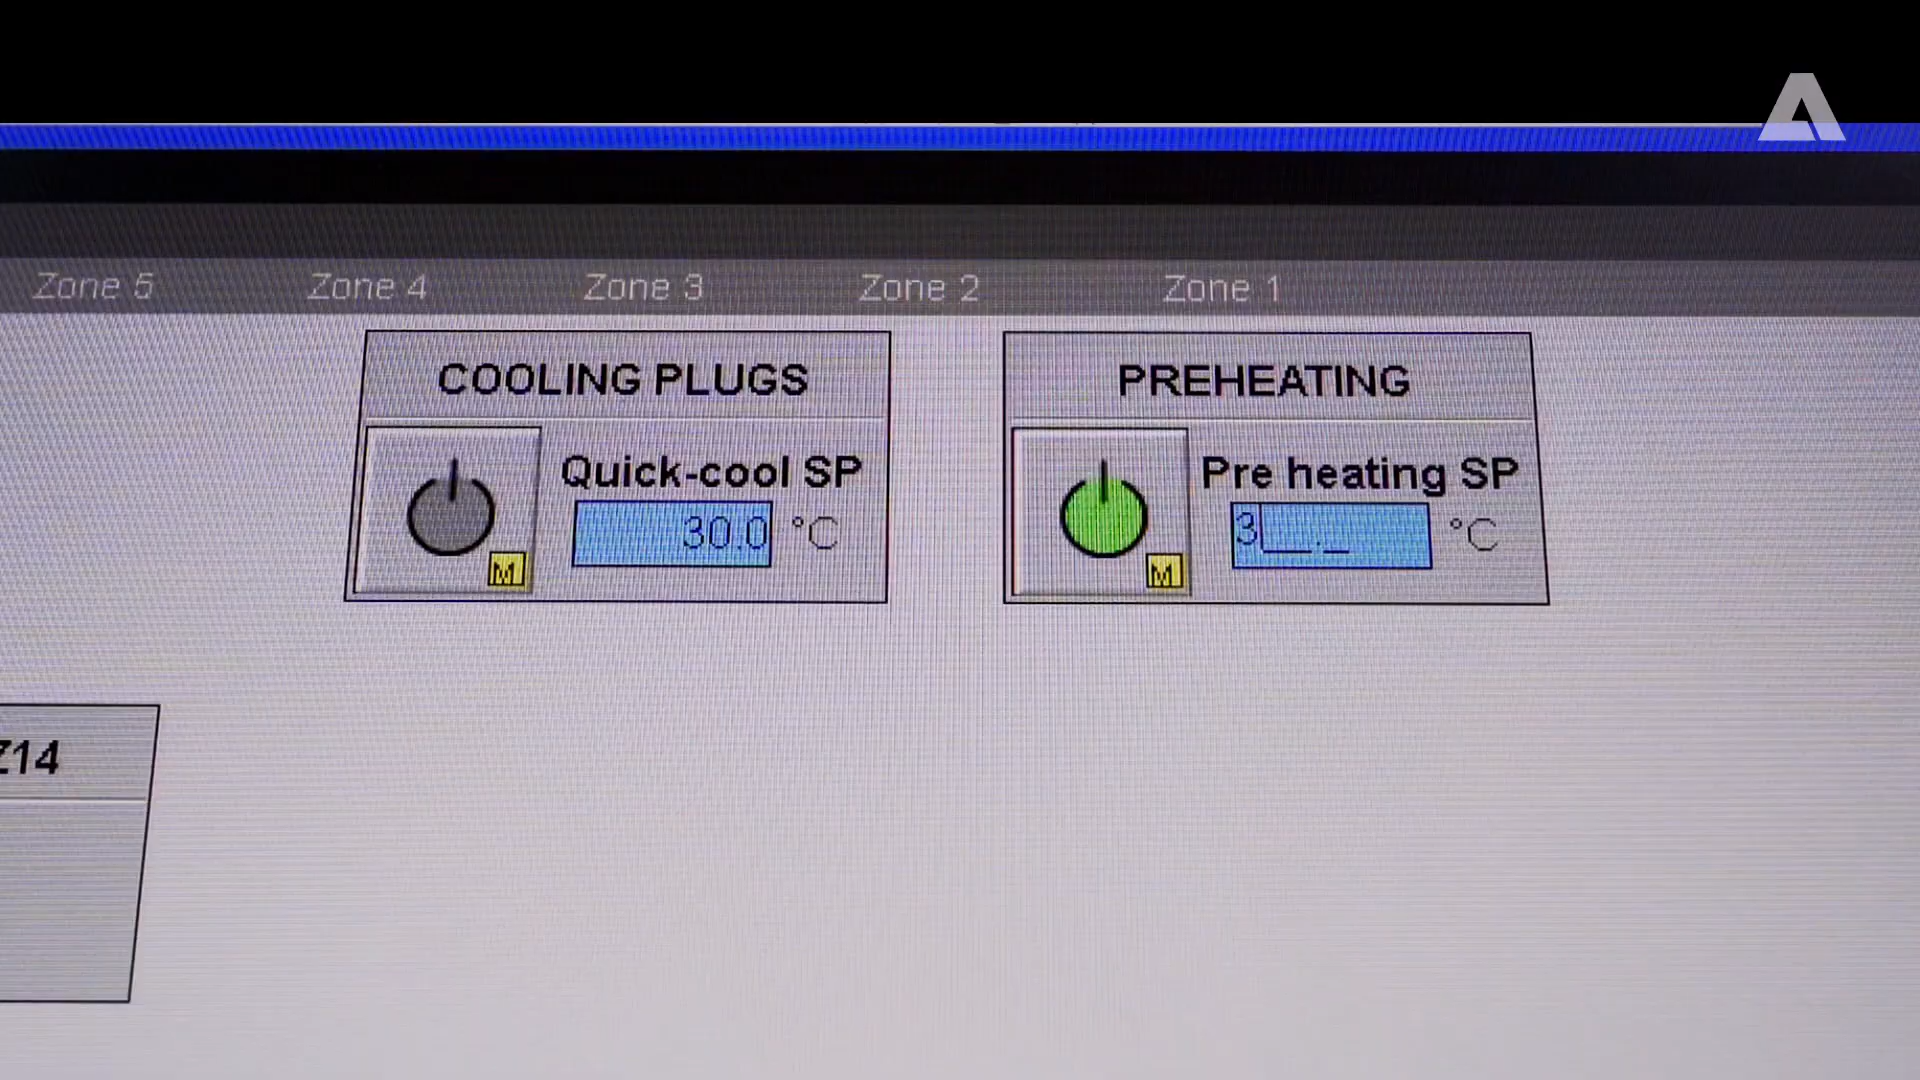 Zone 5 Zone 4 Zone 3 Zone 2 Zone 1
COOLING PLUGS
Quick-cool SP
30.0 °C
M
PREHEATING
Pre heating SP
3__._ °C
M
Z14